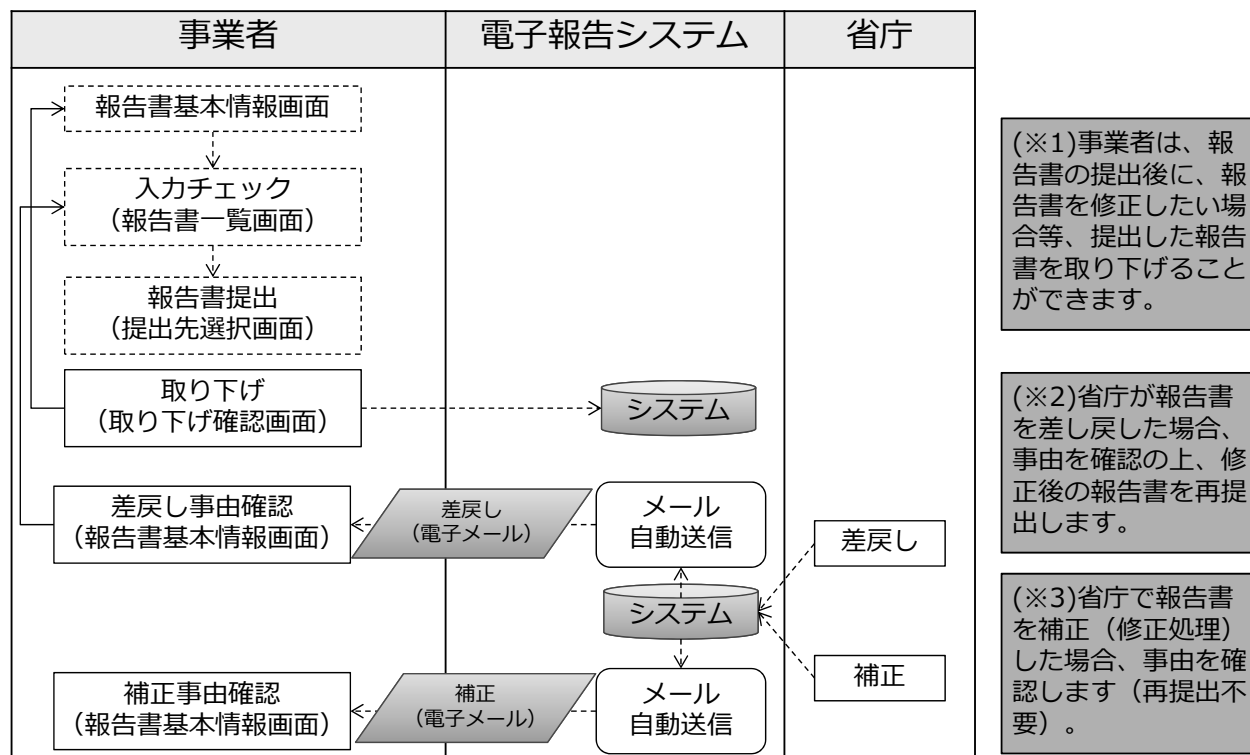 事業者
電子報告システム
省庁
報告書基本情報画面
入力チェック
(報告書一覧画面)
報告書提出
(提出先選択画面)
取り下げ
(取り下げ確認画面)
システム
差戻し事由確認
(報告書基本情報画面)
差戻し
(電子メール)
メール
自動送信
差戻し
システム
補正
補正事由確認
(報告書基本情報画面)
補正
(電子メール)
メール
自動送信
(※1)事業者は、報
告書の提出後に、報
告書を修正したい場
合等、提出した報告
書を取り下げること
ができます。
(※2)省庁が報告書
を差し戻した場合、
事由を確認の上、修
正後の報告書を再提
出します。
(※3)省庁で報告書
を補正（修正処理）
した場合、事由を確
認します（再提出不
要）。